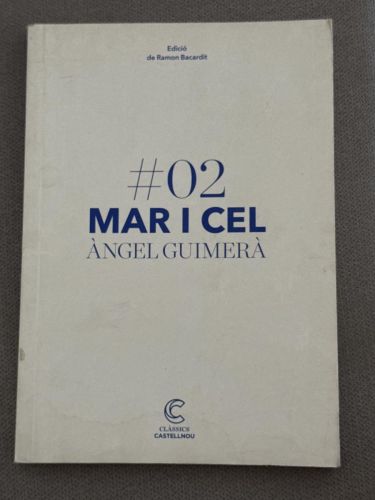 Edició
de Ramon Bacardit
#02
MAR I CEL
ÀNGEL GUIMERÀ
C
CLÀSSICS
CASTELLNOU